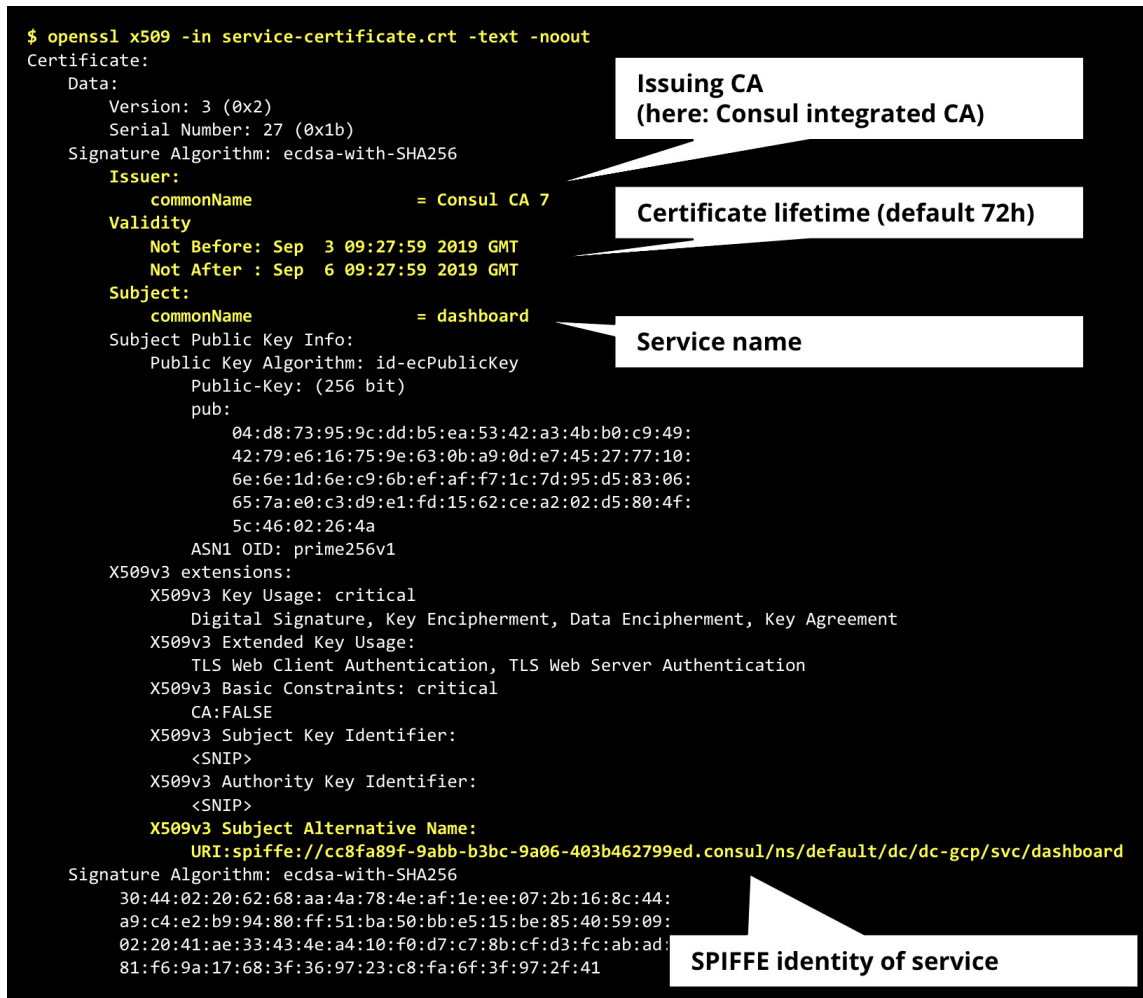 $ openssl x509 -in service-certificate.crt -text -noout
Certificate:
Data:
Version: 3 (0x2)
Serial Number: 27 (0x1b)
Signature Algorithm: ecdsa-with-SHA256
Issuing CA
(here: Consul integrated CA)
Issuer:
commonName = Consul CA 7
Validity
Not Before: Sep 3 09:27:59 2019 GMT
Not After : Sep 6 09:27:59 2019 GMT
Certificate lifetime (default 72h)
Subject:
commonName = dashboard
Service name
Subject Public Key Info:
Public Key Algorithm: id-ecPublicKey
Public-Key: (256 bit)
pub:
04:d8:73:95:9c:dd:b5:ea:53:42:a3:4b:b0:c9:49:
42:79:e6:16:75:9e:63:0b:a9:0d:e7:45:27:77:10:
6e:6e:1d:6e:c9:6b:ef:af:f7:1c:7d:95:d5:83:06:
65:7a:e0:c3:d9:e1:fd:15:62:ce:a2:02:d5:80:4f:
5c:46:02:26:4a
ASN1 OID: prime256v1
X509v3 extensions:
X509v3 Key Usage: critical
Digital Signature, Key Encipherment, Data Encipherment, Key Agreement
X509v3 Extended Key Usage:
TLS Web Client Authentication, TLS Web Server Authentication
X509v3 Basic Constraints: critical
CA:FALSE
X509v3 Subject Key Identifier:
<SNIP>
X509v3 Authority Key Identifier:
<SNIP>
X509v3 Subject Alternative Name:
URI:spiffe://cc8fa89f-9abb-b3bc-9a06-403b462799ed.consul/ns/default/dc/dc-gcp/svc/dashboard
Signature Algorithm: ecdsa-with-SHA256
30:44:02:20:62:68:aa:4a:78:4e:af:1e:ee:07:2b:16:8c:44:
a9:c4:e2:b9:94:80:ff:51:ba:50:bb:e5:15:be:85:40:59:09:
02:20:41:ae:33:43:4e:a4:10:f0:d7:c7:8b:cf:d3:fc:ab:ad:
81:f6:9a:17:68:3f:36:97:23:c8:fa:6f:3f:97:2f:41
SPIFFE identity of service